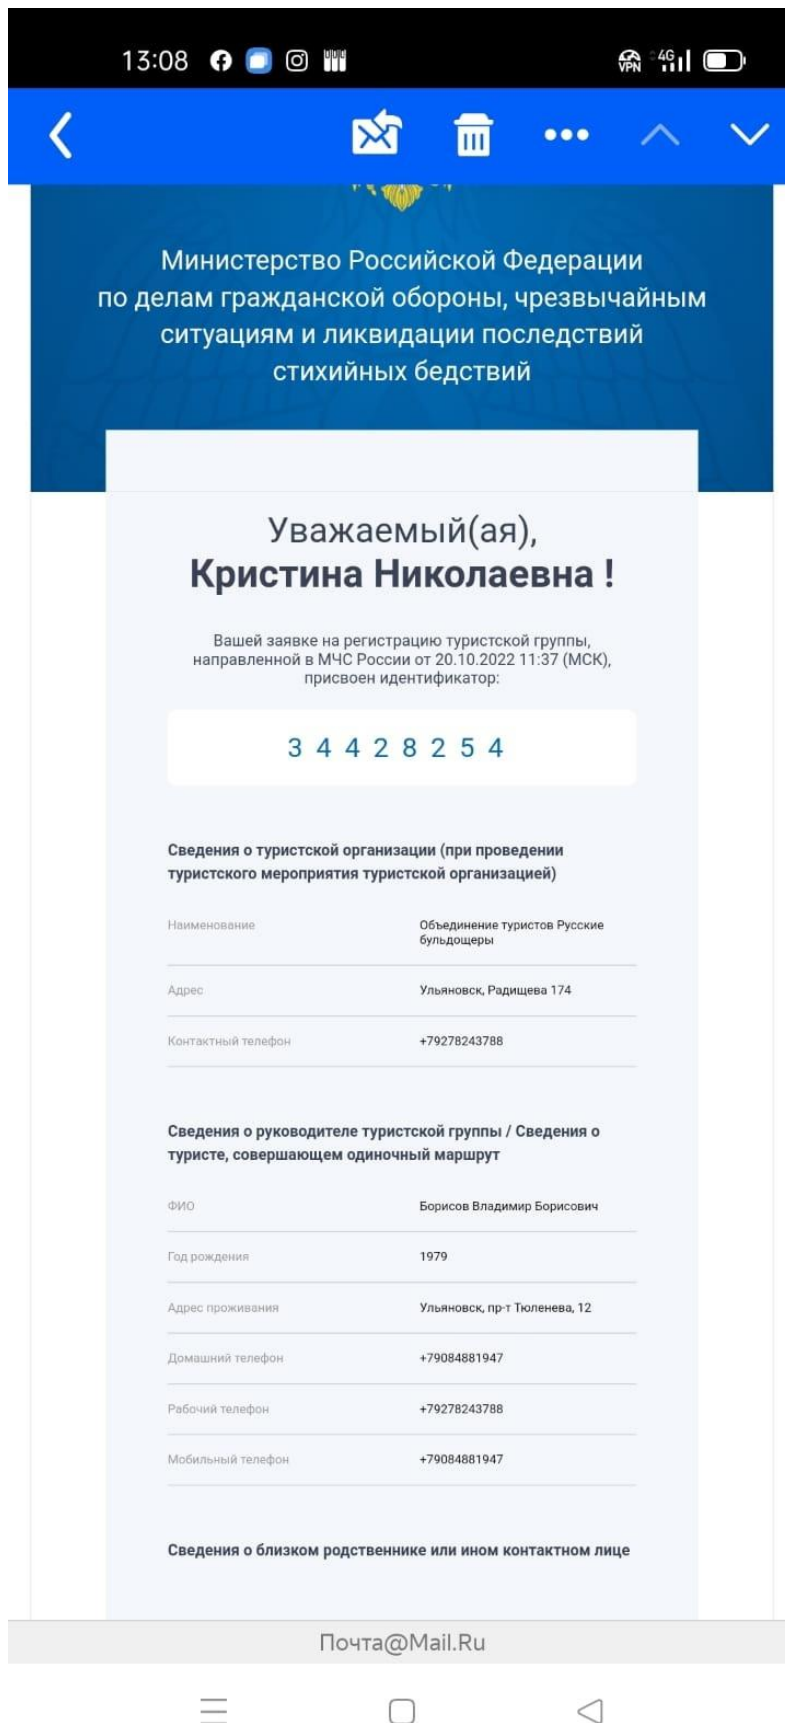 13:08
VPN
4G
Министерство Российской Федерации
по делам гражданской обороны, чрезвычайным
ситуациям и ликвидации последствий
стихийных бедствий
Уважаемый(ая),
Кристина Николаевна !
Вашей заявке на регистрацию туристской группы,
направленной в МЧС России от 20.10.2022 11:37 (МСК),
присвоен идентификатор:
3 4 4 2 8 2 5 4
Сведения о туристской организации (при проведении
туристского мероприятия туристской организацией)
Наименование
Объединение туристов Русские
бульдощеры
Адрес
Ульяновск, Радищева 174
Контактный телефон
+79278243788
Сведения о руководителе туристской группы / Сведения о
туристе, совершающем одиночный маршрут
ФИО
Борисов Владимир Борисович
Год рождения
1979
Адрес проживания
Ульяновск, пр-т Тюленева, 12
Домашний телефон
+79084881947
Рабочий телефон
+79278243788
Мобильный телефон
+79084881947
Сведения о близком родственнике или ином контактном лице
Почта@Mail.Ru